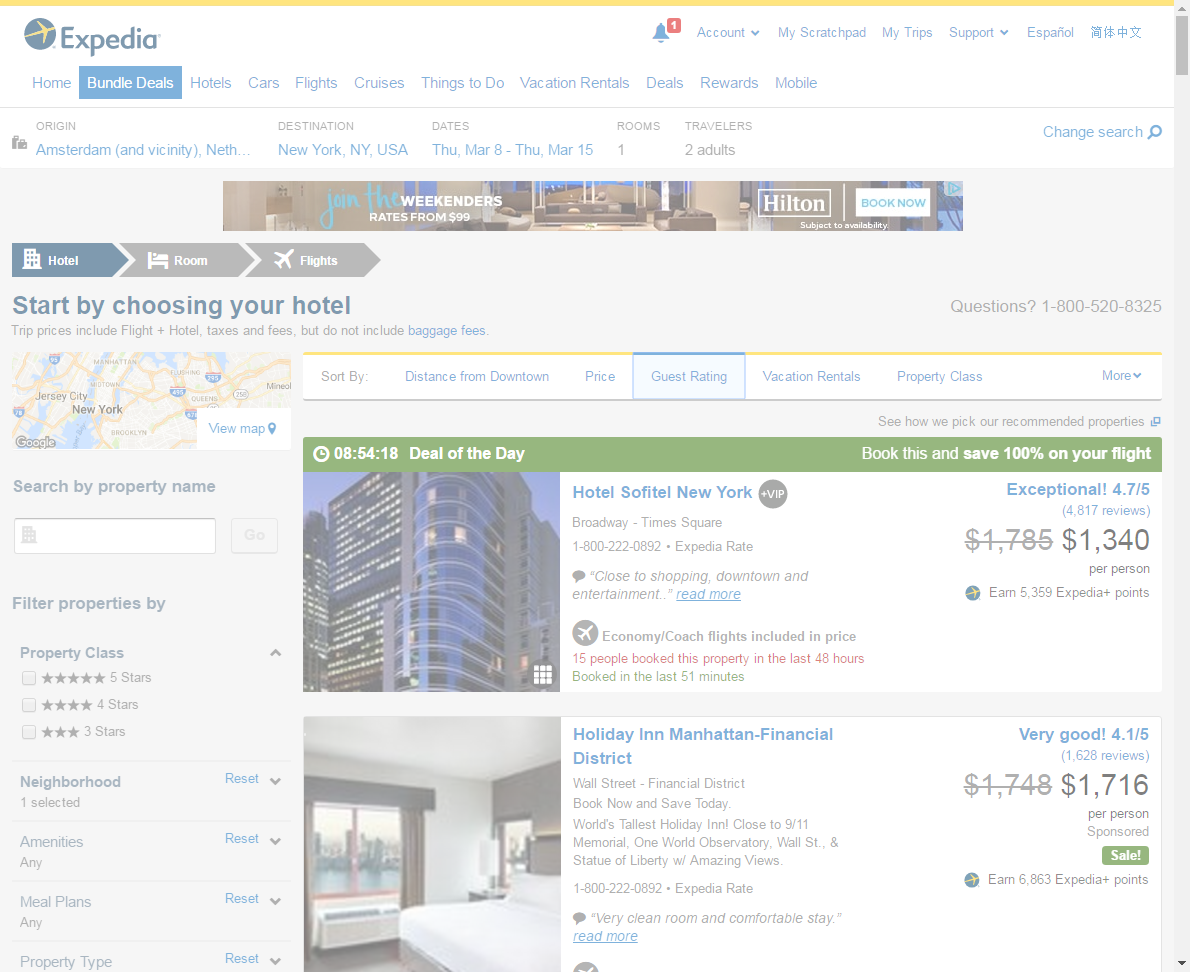 Expedia
1
Account
My Scratchpad
My Trips
Support
Español
简体中文
Home
Bundle Deals
Hotels
Cars
Flights
Cruises
Things to Do
Vacation Rentals
Deals
Rewards
Mobile
ORIGIN
Amsterdam (and vicinity), Neth...
DESTINATION
New York, NY, USA
DATES
Thu, Mar 8 - Thu, Mar 15
ROOMS
1
TRAVELERS
2 adults
Change search
join the WEEKENDERS
RATES FROM $99
Hilton
BOOK NOW
Subject to availability.
Hotel
Room
Flights
Start by choosing your hotel
Questions? 1-800-520-8325
Trip prices include Flight + Hotel, taxes and fees, but do not include baggage fees.
MANHATTAN
FLUSHING
MIDTOWN
Mineol
495
295
Jersey City
QUEENS
258
New York
78
BROOKLYN
Google
View map
Sort By:
Distance from Downtown
Price
Guest Rating
Vacation Rentals
Property Class
More
See how we pick our recommended properties
08:54:18 Deal of the Day
Book this and save 100% on your flight
Search by property name
Go
Filter properties by
Property Class
5 Stars
4 Stars
3 Stars
Neighborhood
Reset
1 selected
Amenities
Reset
Any
Meal Plans
Reset
Any
Property Type
Reset
Hotel Sofitel New York +VIP
Broadway - Times Square
1-800-222-0892 • Expedia Rate
“Close to shopping, downtown and
entertainment..” read more
Economy/Coach flights included in price
15 people booked this property in the last 48 hours
Booked in the last 51 minutes
Exceptional! 4.7/5
(4,817 reviews)
$1,785 $1,340
per person
Earn 5,359 Expedia+ points
Holiday Inn Manhattan-Financial
District
Wall Street - Financial District
Book Now and Save Today.
World's Tallest Holiday Inn! Close to 9/11
Memorial, One World Observatory, Wall St., &
Statue of Liberty w/ Amazing Views.
1-800-222-0892 • Expedia Rate
“Very clean room and comfortable stay.”
read more
Very good! 4.1/5
(1,628 reviews)
$1,748 $1,716
per person
Sponsored
Sale!
Earn 6,863 Expedia+ points